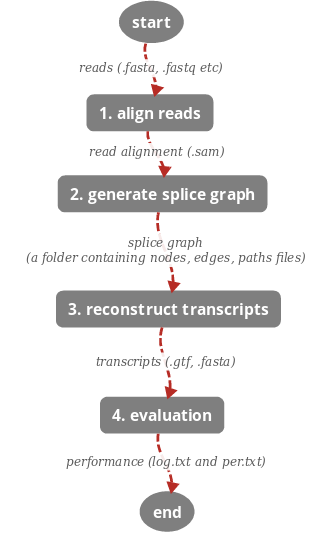 start
reads (.fasta, .fastq etc)
1. align reads
read alignment (.sam)
2. generate splice graph
splice graph
(a folder containing nodes, edges, paths files)
3. reconstruct transcripts
transcripts (.gtf, .fasta)
4. evaluation
performance (log.txt and per.txt)
end